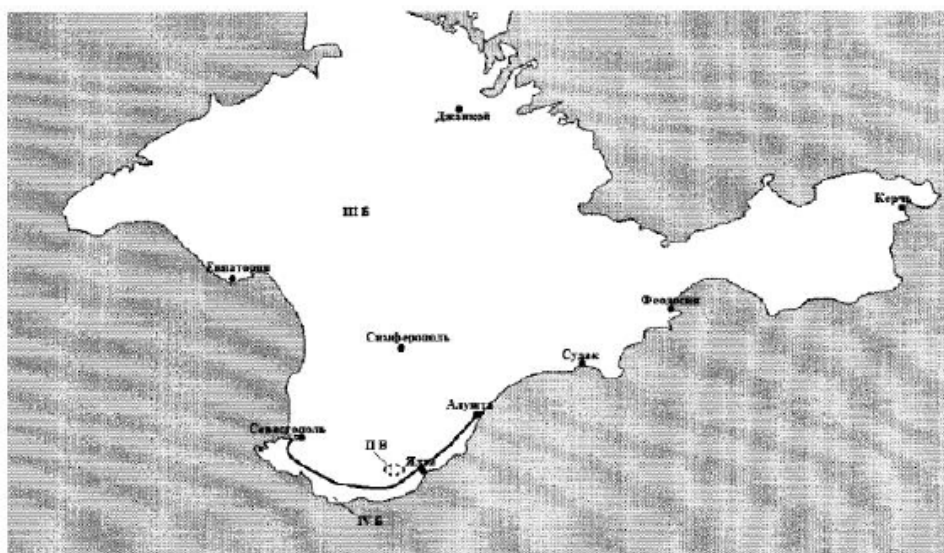 Джанкой
Керчь
III Б
Евпатория
Феодосия
Симферополь
Судак
Алушта
Севастополь
II В
Ялта
IV Б